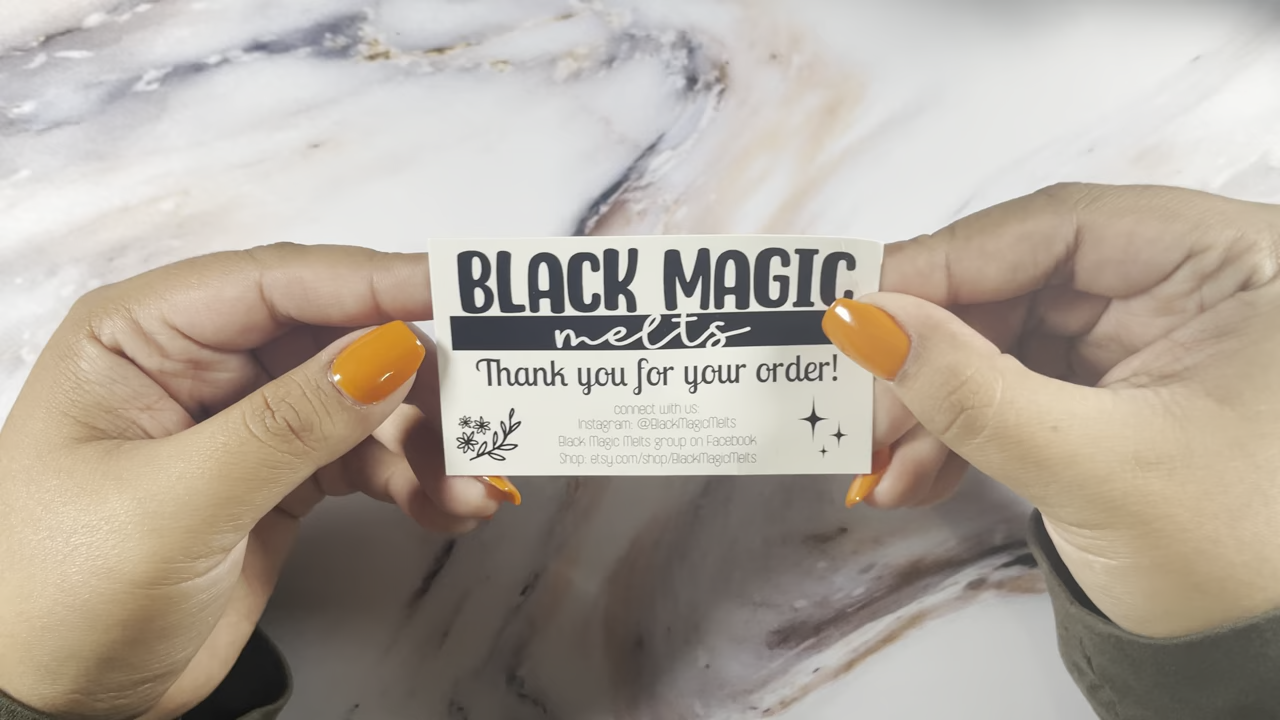 BLACK MAGIC
melts
Thank you for your order!
connect with us:
Instagram: @BlackMagicMelts
Black Magic Melts group on Facebook
Shop: etsy.com/shop/BlackMagicMelts